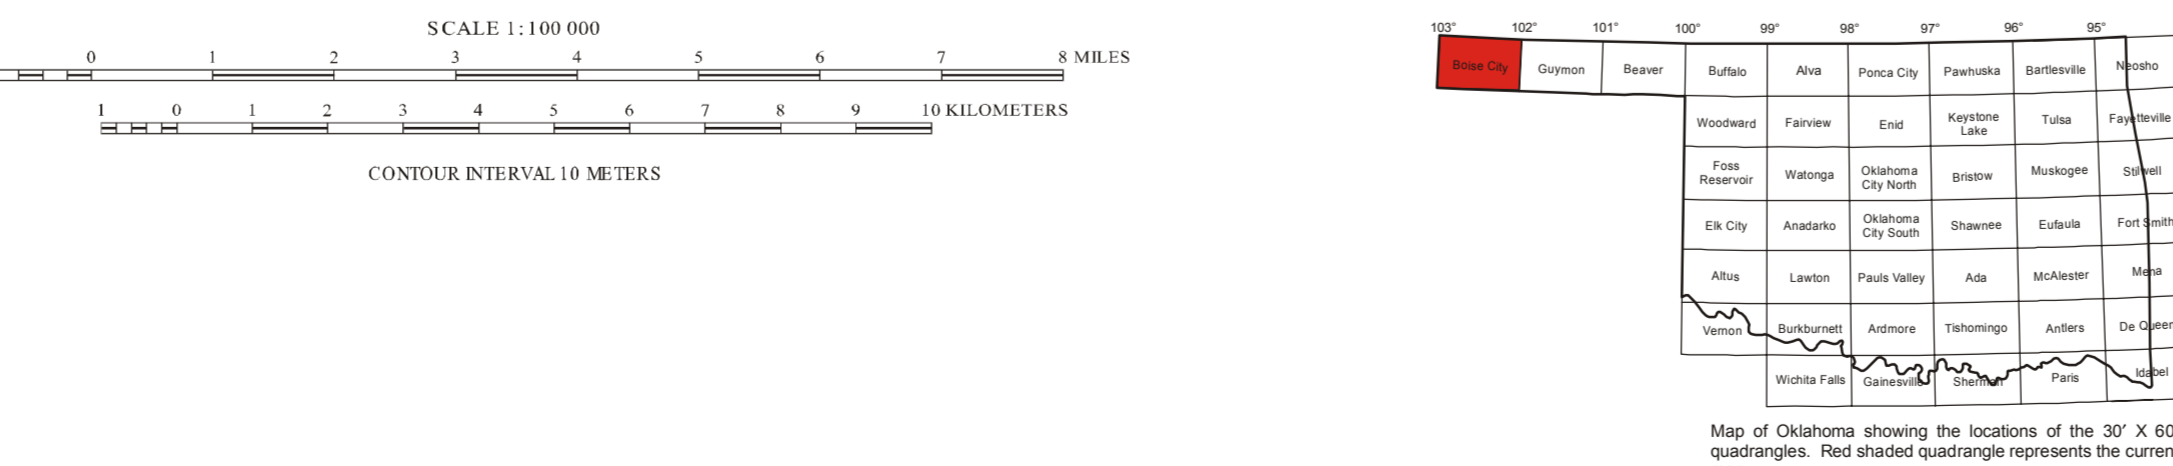 SCALE 1:100 000
0 1 2 3 4 5 6 7 8 MILES
1 0 1 2 3 4 5 6 7 8 9 10 KILOMETERS
CONTOUR INTERVAL 10 METERS
103° 102° 101° 100° 99° 98° 97° 96° 95°
Boise City Guymon Beaver Buffalo Alva Ponca City Pawhuska Bartlesville Neosho
Woodward Fairview Enid Keystone Lake Tulsa Fayetteville
Foss Reservoir Watonga Oklahoma City North Bristow Muskogee Stilwell
Elk City Anadarko Oklahoma City South Shawnee Eufaula Fort Smith
Altus Lawton Pauls Valley Ada McAlester Mena
Vernon Burkburnett Ardmore Tishomingo Antlers De Queen
Wichita Falls Gainesville Sherman Paris Idabel
Map of Oklahoma showing the locations of the 30′ X 60
quadrangles. Red shaded quadrangle represents the curren